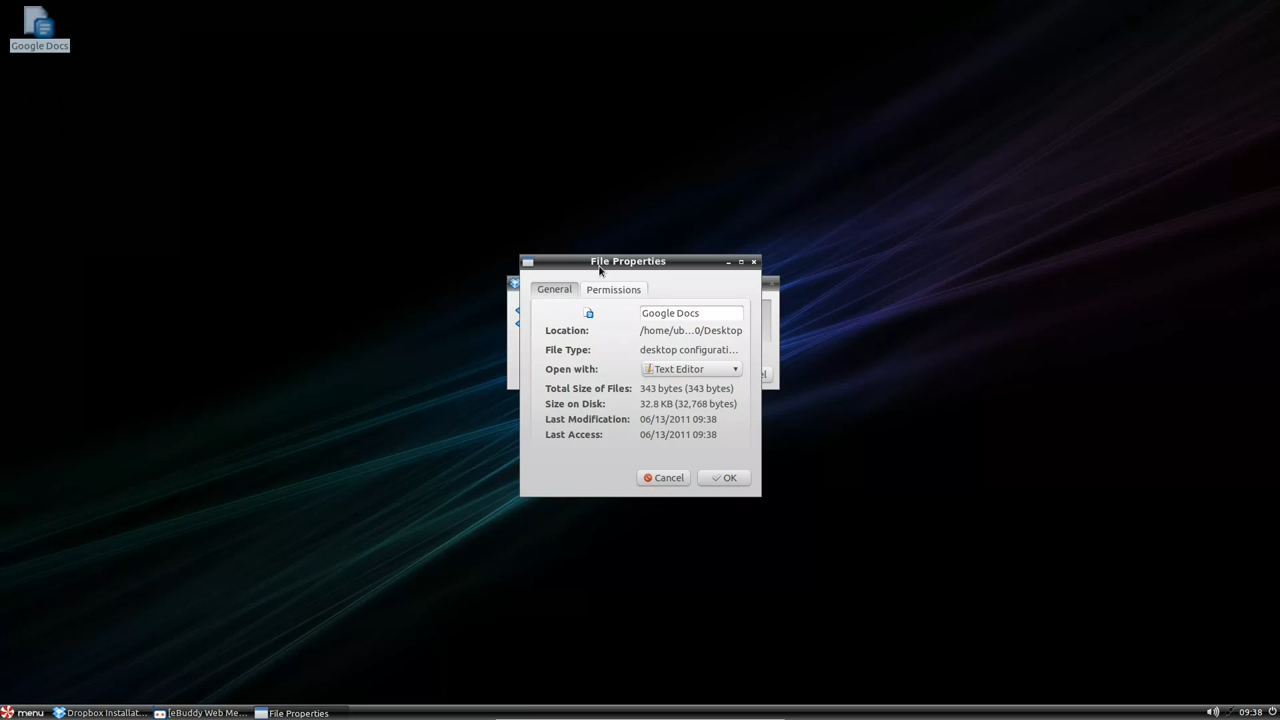 Google Docs
File Properties
General
Permissions
Google Docs
Location: /home/ub...0/Desktop
File Type: desktop configurati...
Open with: Text Editor
Total Size of Files: 343 bytes (343 bytes)
Size on Disk: 32.8 KB (32,768 bytes)
Last Modification: 06/13/2011 09:38
Last Access: 06/13/2011 09:38
Cancel
OK
menu
Dropbox Installat...
[eBuddy Web Me...
File Properties
09:38